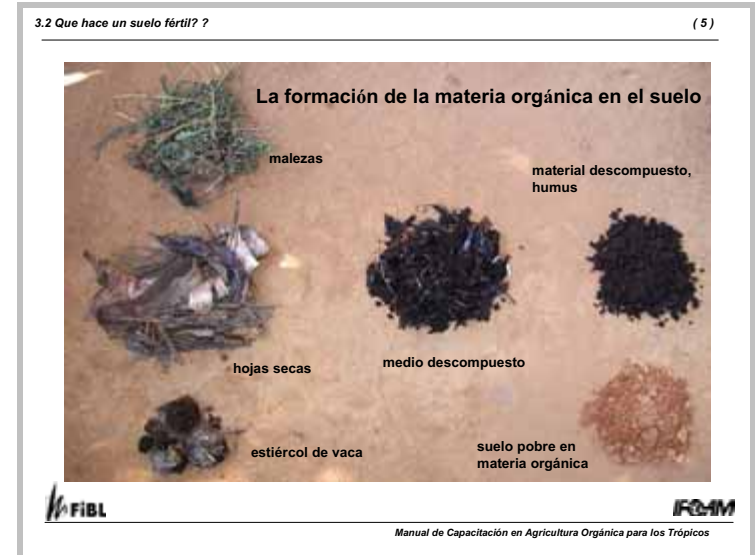 3.2 Que hace un suelo fértil? ?
( 5 )
La formación de la materia orgánica en el suelo
malezas
material descompuesto,
humus
hojas secas
medio descompuesto
estiércol de vaca
suelo pobre en
materia orgánica
FiBL
IFOAM
Manual de Capacitación en Agricultura Orgánica para los Trópicos